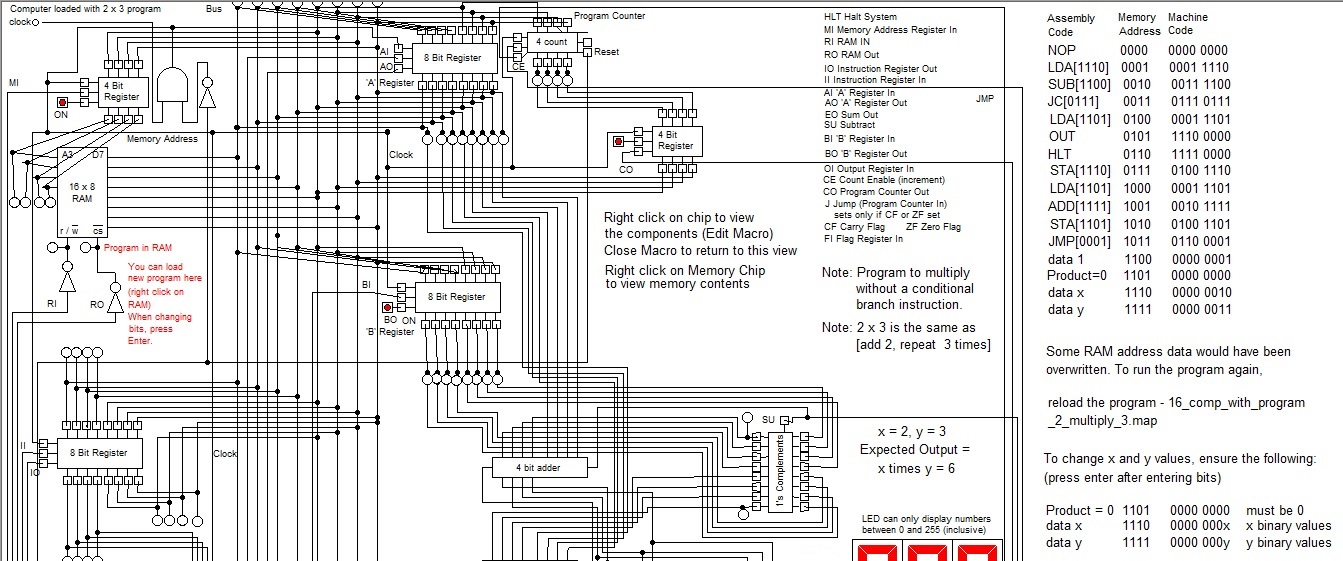 Computer loaded with 2 x 3 program
clock
Bus
Program Counter
4 count
Reset
CE
AI
AO
8 Bit Register
'A' Register
MI
4 Bit
Register
ON
Memory Address
Clock
4 Bit
Register
CO
JMP
A3 D7
16 x 8
RAM
r / w cs
Program in RAM
You can load
new program here
(right click on
RAM)
When changing
bits, press
Enter.
RI
RO
BI
8 Bit Register
BO ON
'B' Register
Right click on chip to view
the components (Edit Macro)
Close Macro to return to this view
Right click on Memory Chip
to view memory contents
II
8 Bit Register
IO
Clock
4 bit adder
SU
1's Complements
HLT Halt System
MI Memory Address Register In
RI RAM IN
RO RAM Out
IO Instruction Register Out
II Instruction Register In
AI 'A' Register In
AO 'A' Register Out
EO Sum Out
SU Subtract
BI 'B' Register In
BO 'B' Register Out
OI Output Register In
CE Count Enable (increment)
CO Program Counter Out
J Jump (Program Counter In)
sets only if CF or ZF set
CF Carry Flag ZF Zero Flag
FI Flag Register In
Note: Program to multiply
without a conditional
branch instruction.
Note: 2 x 3 is the same as
[add 2, repeat 3 times]
x = 2, y = 3
Expected Output =
x times y = 6
LED can only display numbers
between 0 and 255 (inclusive)
Assembly Memory Machine
Code Address Code
NOP 0000 0000 0000
LDA[1110] 0001 0001 1110
SUB[1100] 0010 0011 1100
JC[0111] 0011 0111 0111
LDA[1101] 0100 0001 1101
OUT 0101 1110 0000
HLT 0110 1111 0000
STA[1110] 0111 0100 1110
LDA[1101] 1000 0001 1101
ADD[1111] 1001 0010 1111
STA[1101] 1010 0100 1101
JMP[0001] 1011 0110 0001
data 1 1100 0000 0001
Product=0 1101 0000 0000
data x 1110 0000 0010
data y 1111 0000 0011
Some RAM address data would have been
overwritten. To run the program again,
reload the program - 16_comp_with_program
_2_multiply_3.map
To change x and y values, ensure the following:
(press enter after entering bits)
Product = 0 1101 0000 0000 must be 0
data x 1110 0000 000x x binary values
data y 1111 0000 000y y binary values